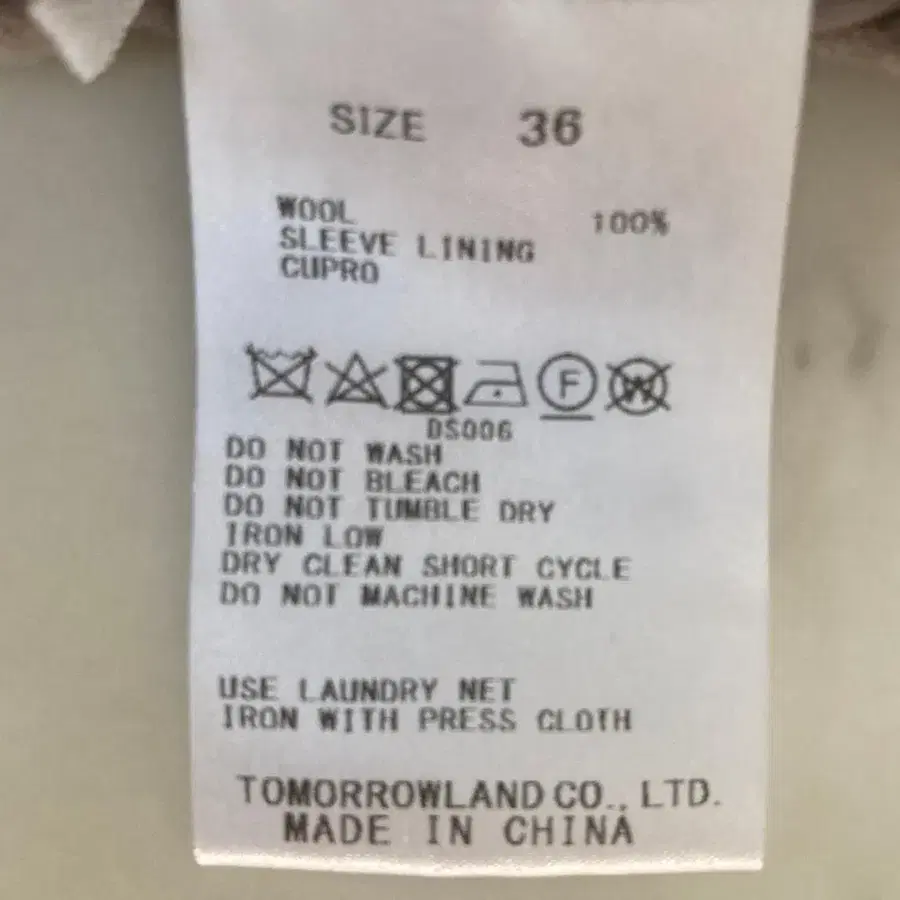 SIZE 36
WOOL 100%
SLEEVE LINING
CUPRO
F W
DS006
DO NOT WASH
DO NOT BLEACH
DO NOT TUMBLE DRY
IRON LOW
DRY CLEAN SHORT CYCLE
DO NOT MACHINE WASH
USE LAUNDRY NET
IRON WITH PRESS CLOTH
TOMORROWLAND CO., LTD.
MADE IN CHINA